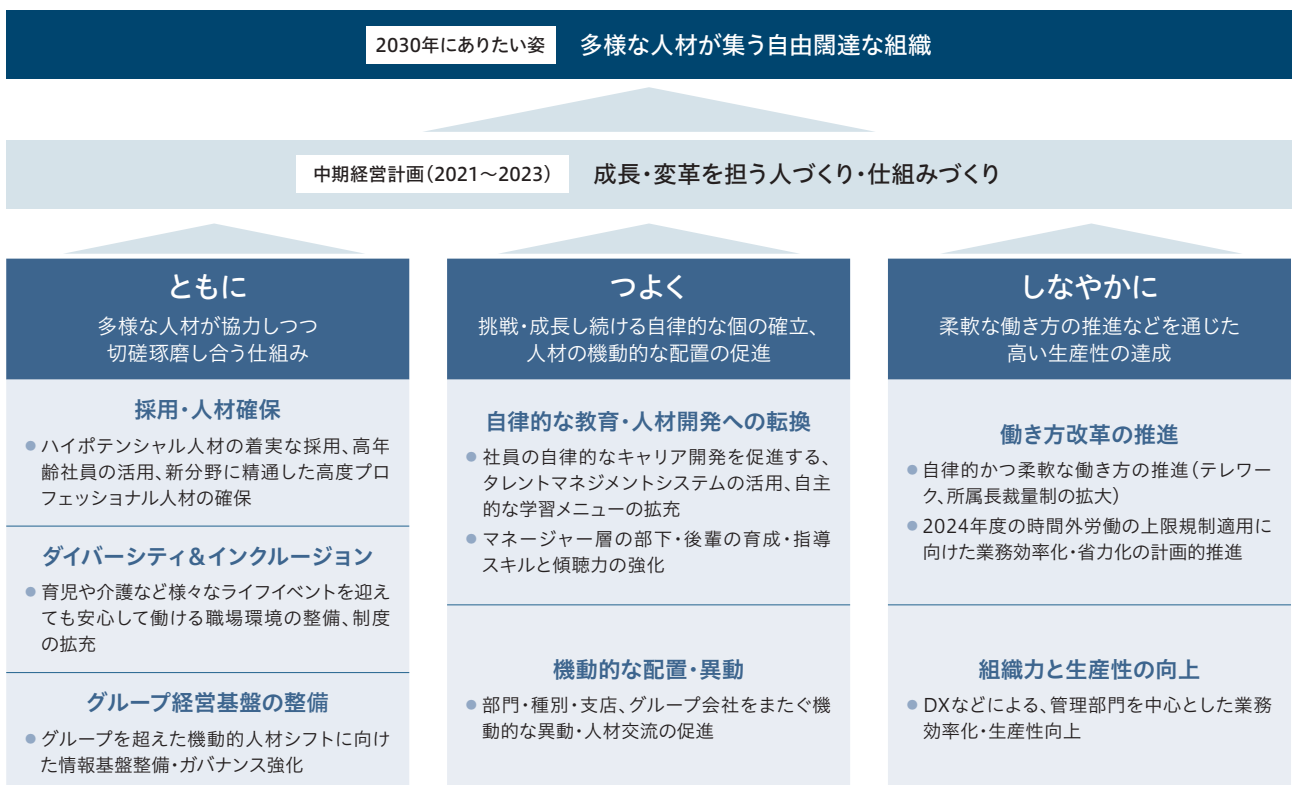 2030年にありたい姿 多様な人材が集う自由闊達な組織
中期経営計画(2021～2023) 成長・変革を担う人づくり・仕組みづくり
ともに
多様な人材が協力しつつ
切磋琢磨し合う仕組み
採用・人材確保
● ハイポテンシャル人材の着実な採用、高年
齢社員の活用、新分野に精通した高度プロ
フェッショナル人材の確保
ダイバーシティ&インクルージョン
● 育児や介護など様々なライフイベントを迎え
ても安心して働ける職場環境の整備、制度
の拡充
グループ経営基盤の整備
● グループを超えた機動的人材シフトに向け
た情報基盤整備・ガバナンス強化
つよく
挑戦・成長し続ける自律的な個の確立、
人材の機動的な配置の促進
自律的な教育・人材開発への転換
● 社員の自律的なキャリア開発を促進する、
タレントマネジメントシステムの活用、自主
的な学習メニューの拡充
● マネージャー層の部下・後輩の育成・指導
スキルと傾聴力の強化
機動的な配置・異動
● 部門・種別・支店、グループ会社をまたぐ機
動的な異動・人材交流の促進
しなやかに
柔軟な働き方の推進などを通じた
高い生産性の達成
働き方改革の推進
● 自律的かつ柔軟な働き方の推進(テレワー
ク、所属長裁量制の拡大)
● 2024年度の時間外労働の上限規制適用に
向けた業務効率化・省力化の計画的推進
組織力と生産性の向上
● DXなどによる、管理部門を中心とした業務
効率化・生産性向上